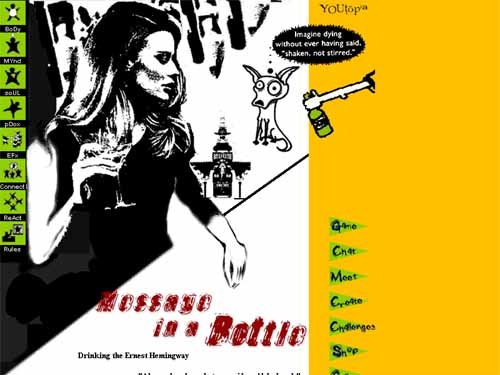 BoDy
MYnd
soUL
pDox
EFx
Connect
ReAct
Rules
YOUtopia
Imagine dying
without ever having said,
"shaken, not stirred."
Game
Chat
Meet
Create
Challenges
Shop
Message
in a Bottle
Drinking the Ernest Hemingway